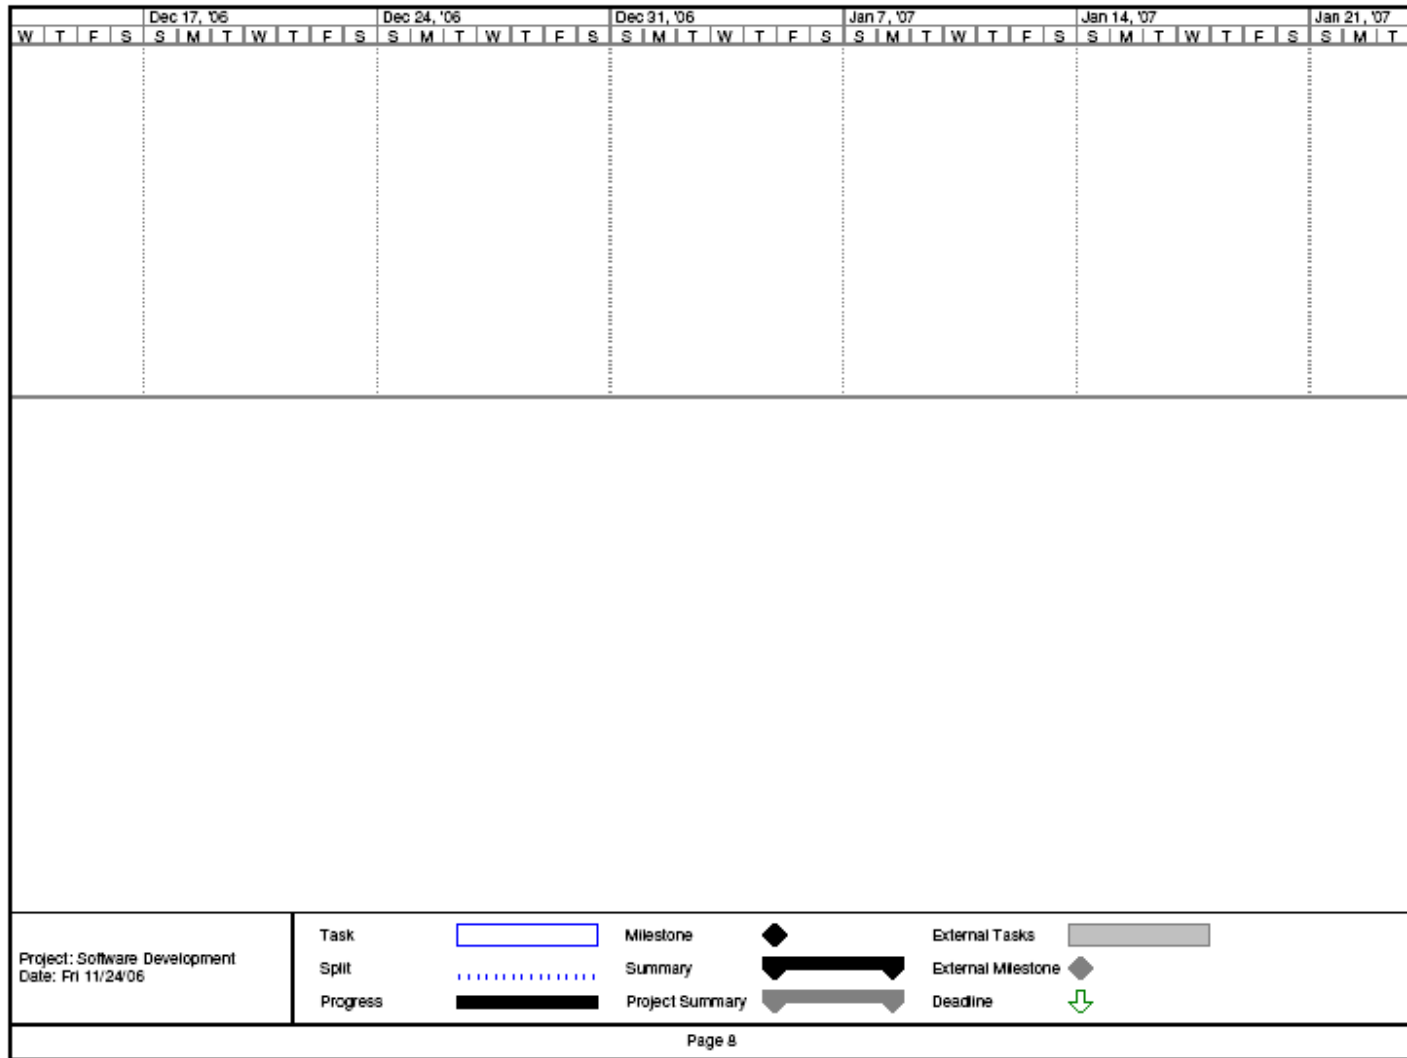 Dec 17, '06 Dec 24, '06 Dec 31, '06 Jan 7, '07 Jan 14, '07 Jan 21, '07
W T F S S M T W T F S S M T W T F S S M T W T F S S M T W T F S S M T W T F S S M T
Task Milestone External Tasks
Project: Software Development
Date: Fri 11/24/06
Split Summary External Milestone
Progress Project Summary Deadline
Page 8